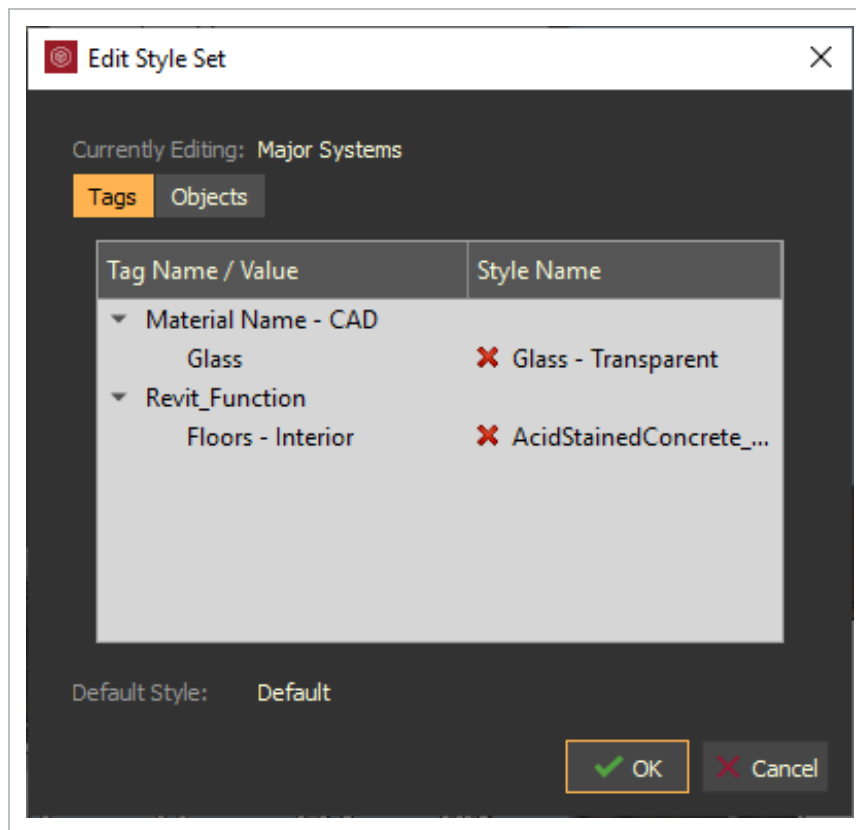 Edit Style Set
Currently Editing: Major Systems
Tags Objects
Tag Name / Value Style Name
Material Name - CAD
Glass Glass - Transparent
Revit_Function
Floors - Interior AcidStainedConcrete_...
Default Style: Default
OK Cancel